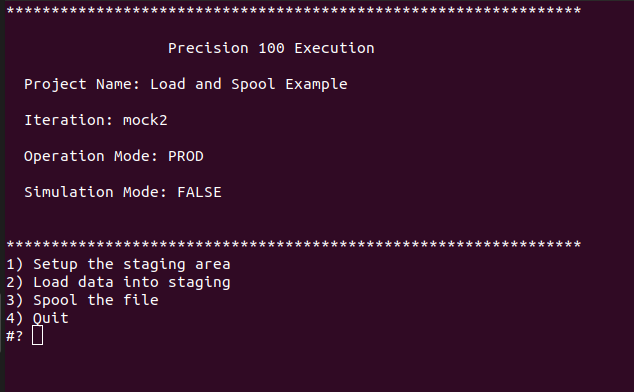 ****************************************************************
Precision 100 Execution
Project Name: Load and Spool Example
Iteration: mock2
Operation Mode: PROD
Simulation Mode: FALSE
****************************************************************
1) Setup the staging area
2) Load data into staging
3) Spool the file
4) Quit
#?